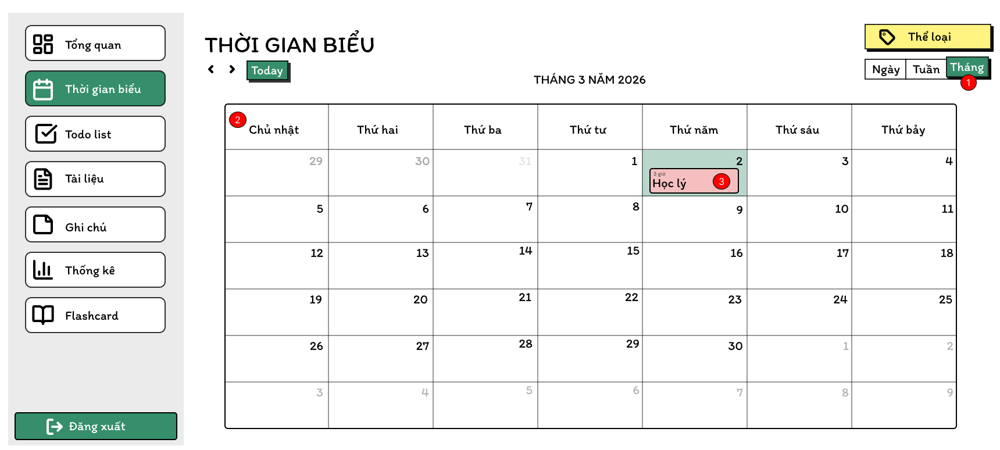 Tổng quan
Thời gian biểu
Todo list
Tài liệu
Ghi chú
Thống kê
Flashcard
Đăng xuất
THỜI GIAN BIỂU
Today
THÁNG 3 NĂM 2026
Thể loại
Ngày Tuần Tháng
1
2
Chủ nhật Thứ hai Thứ ba Thứ tư Thứ năm Thứ sáu Thứ bảy
29 30 31 1 2 3 4
3 giờ
Học lý 3
5 6 7 8 9 10 11
12 13 14 15 16 17 18
19 20 21 22 23 24 25
26 27 28 29 30 1 2
3 4 5 6 7 8 9